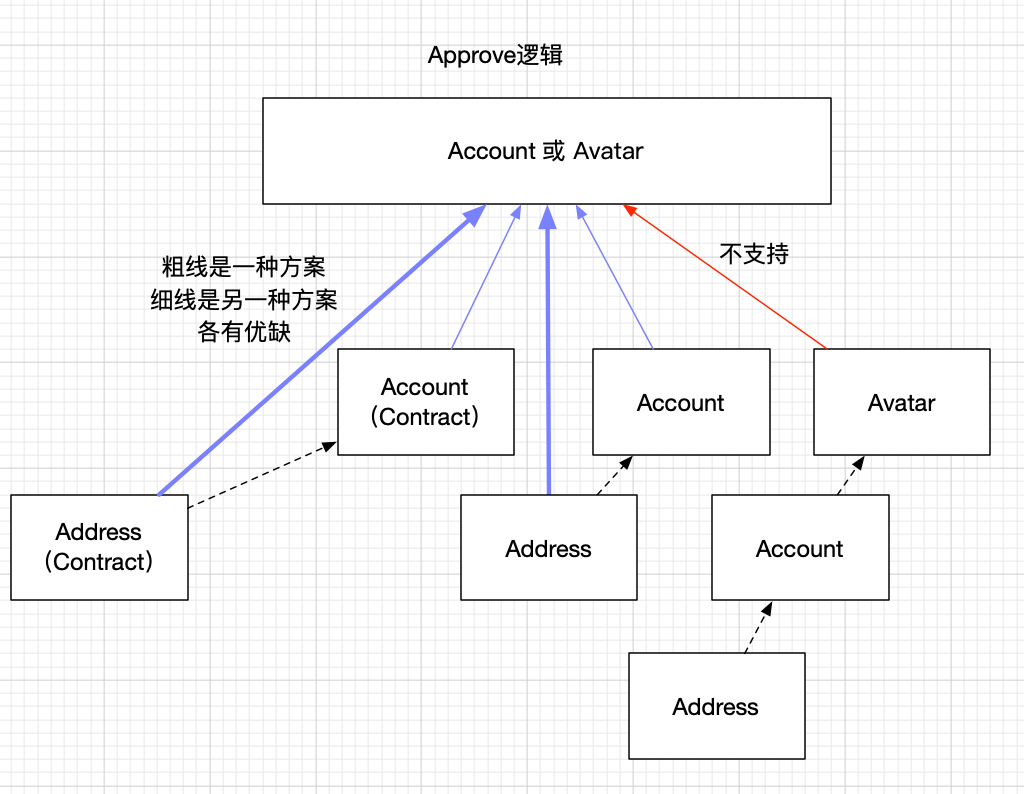 Approve逻辑
Account 或 Avatar
不支持
粗线是一种方案
细线是另一种方案
各有优缺
Account
（Contract）
Account
Avatar
Address
（Contract）
Address
Account
Address